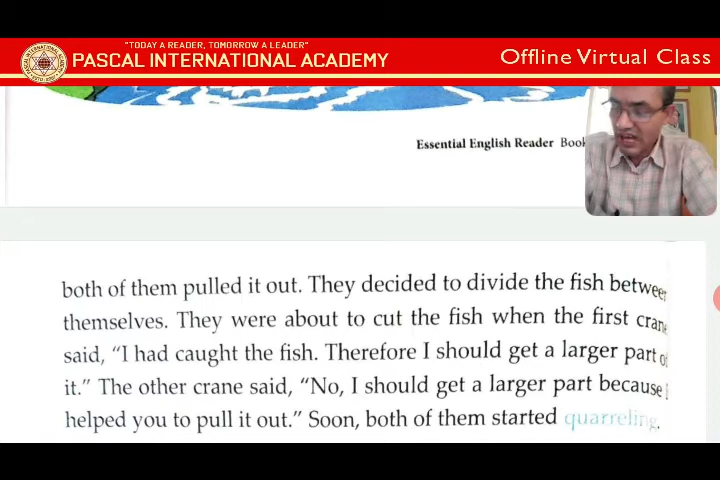 "TODAY A READER, TOMORROW A LEADER"
PASCAL INTERNATIONAL ACADEMY
Offline Virtual Class
Essential English Reader Book
both of them pulled it out. They decided to divide the fish between
themselves. They were about to cut the fish when the first crane
said, “I had caught the fish. Therefore I should get a larger part of
it.” The other crane said, “No, I should get a larger part because I
helped you to pull it out.” Soon, both of them started quarreling.